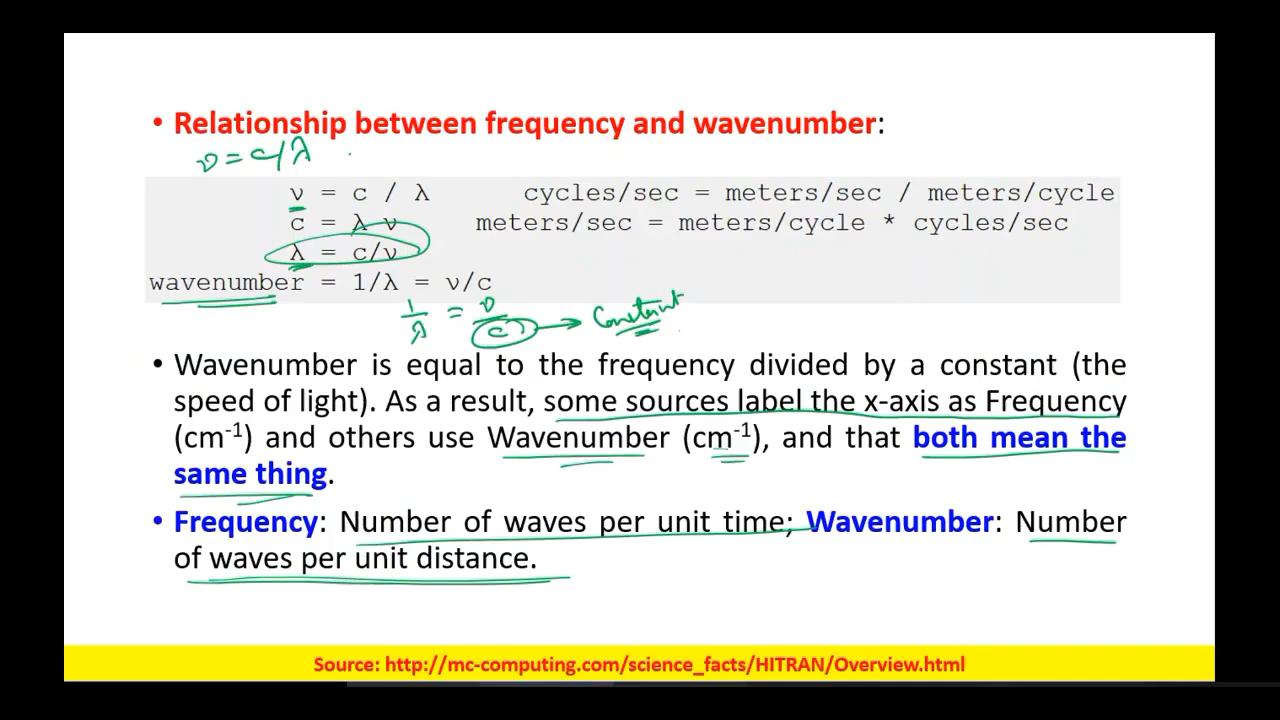 • Relationship between frequency and wavenumber:
ν = c/λ
ν = c / λ cycles/sec = meters/sec / meters/cycle
c = λ ν meters/sec = meters/cycle * cycles/sec
λ = c/ν
wavenumber = 1/λ = ν/c
1/λ = ν/c → Constant
• Wavenumber is equal to the frequency divided by a constant (the
speed of light). As a result, some sources label the x-axis as Frequency
(cm⁻¹) and others use Wavenumber (cm⁻¹), and that both mean the
same thing.
• Frequency: Number of waves per unit time; Wavenumber: Number
of waves per unit distance.
Source: http://mc-computing.com/science_facts/HITRAN/Overview.html